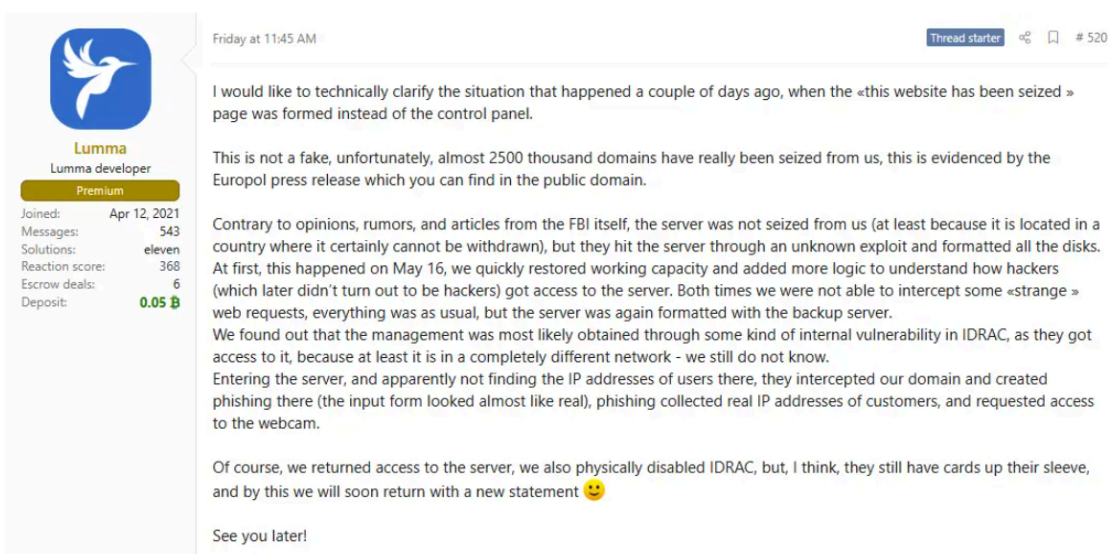 Friday at 11:45 AM
Thread starter
# 520
Lumma
Lumma developer
Premium
Joined: Apr 12, 2021
Messages: 543
Solutions: eleven
Reaction score: 368
Escrow deals: 6
Deposit: 0.05 ₿
I would like to technically clarify the situation that happened a couple of days ago, when the «this website has been seized »
page was formed instead of the control panel.
This is not a fake, unfortunately, almost 2500 thousand domains have really been seized from us, this is evidenced by the
Europol press release which you can find in the public domain.
Contrary to opinions, rumors, and articles from the FBI itself, the server was not seized from us (at least because it is located in a
country where it certainly cannot be withdrawn), but they hit the server through an unknown exploit and formatted all the disks.
At first, this happened on May 16, we quickly restored working capacity and added more logic to understand how hackers
(which later didn't turn out to be hackers) got access to the server. Both times we were not able to intercept some «strange »
web requests, everything was as usual, but the server was again formatted with the backup server.
We found out that the management was most likely obtained through some kind of internal vulnerability in IDRAC, as they got
access to it, because at least it is in a completely different network - we still do not know.
Entering the server, and apparently not finding the IP addresses of users there, they intercepted our domain and created
phishing there (the input form looked almost like real), phishing collected real IP addresses of customers, and requested access
to the webcam.
Of course, we returned access to the server, we also physically disabled IDRAC, but, I think, they still have cards up their sleeve,
and by this we will soon return with a new statement 🙂
See you later!